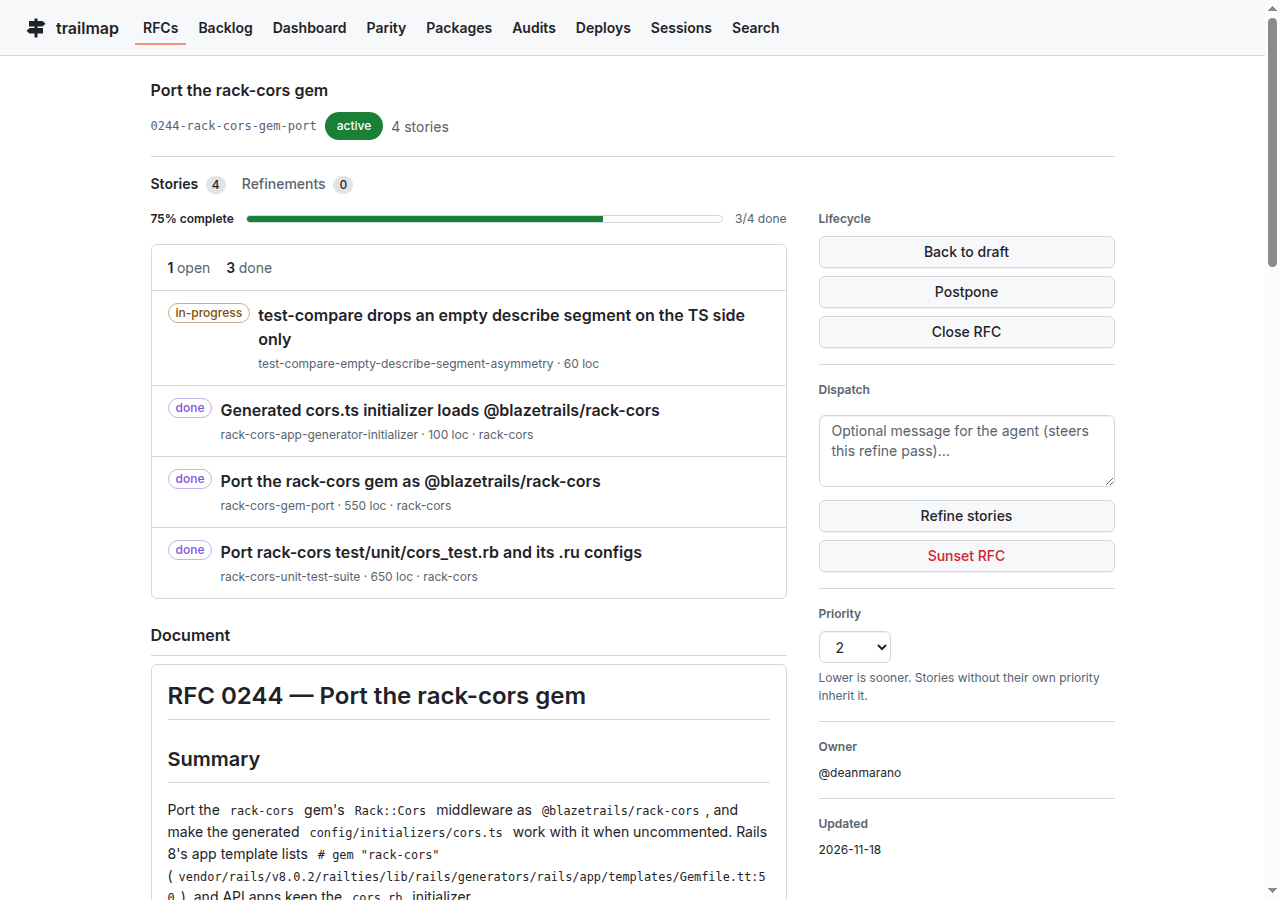 trailmap RFCs Backlog Dashboard Parity Packages Audits Deploys Sessions Search
Port the rack-cors gem
0244-rack-cors-gem-port active 4 stories
Stories 4 Refinements 0
75% complete 3/4 done
1 open 3 done
in-progress test-compare drops an empty describe segment on the TS side
only
test-compare-empty-describe-segment-asymmetry · 60 loc
done Generated cors.ts initializer loads @blazetrails/rack-cors
rack-cors-app-generator-initializer · 100 loc · rack-cors
done Port the rack-cors gem as @blazetrails/rack-cors
rack-cors-gem-port · 550 loc · rack-cors
done Port rack-cors test/unit/cors_test.rb and its .ru configs
rack-cors-unit-test-suite · 650 loc · rack-cors
Document
RFC 0244 — Port the rack-cors gem
Summary
Port the rack-cors gem's Rack::Cors middleware as @blazetrails/rack-cors , and
make the generated config/initializers/cors.ts work with it when uncommented. Rails
8's app template lists # gem "rack-cors"
( vendor/rails/v8.0.2/railties/lib/rails/generators/rails/app/templates/Gemfile.tt:5
0 ), and API apps keep the cors.rb initializer.
Lifecycle
Back to draft
Postpone
Close RFC
Dispatch
Optional message for the agent (steers
this refine pass)...
Refine stories
Sunset RFC
Priority
2
Lower is sooner. Stories without their own priority
inherit it.
Owner
@deanmarano
Updated
2026-11-18